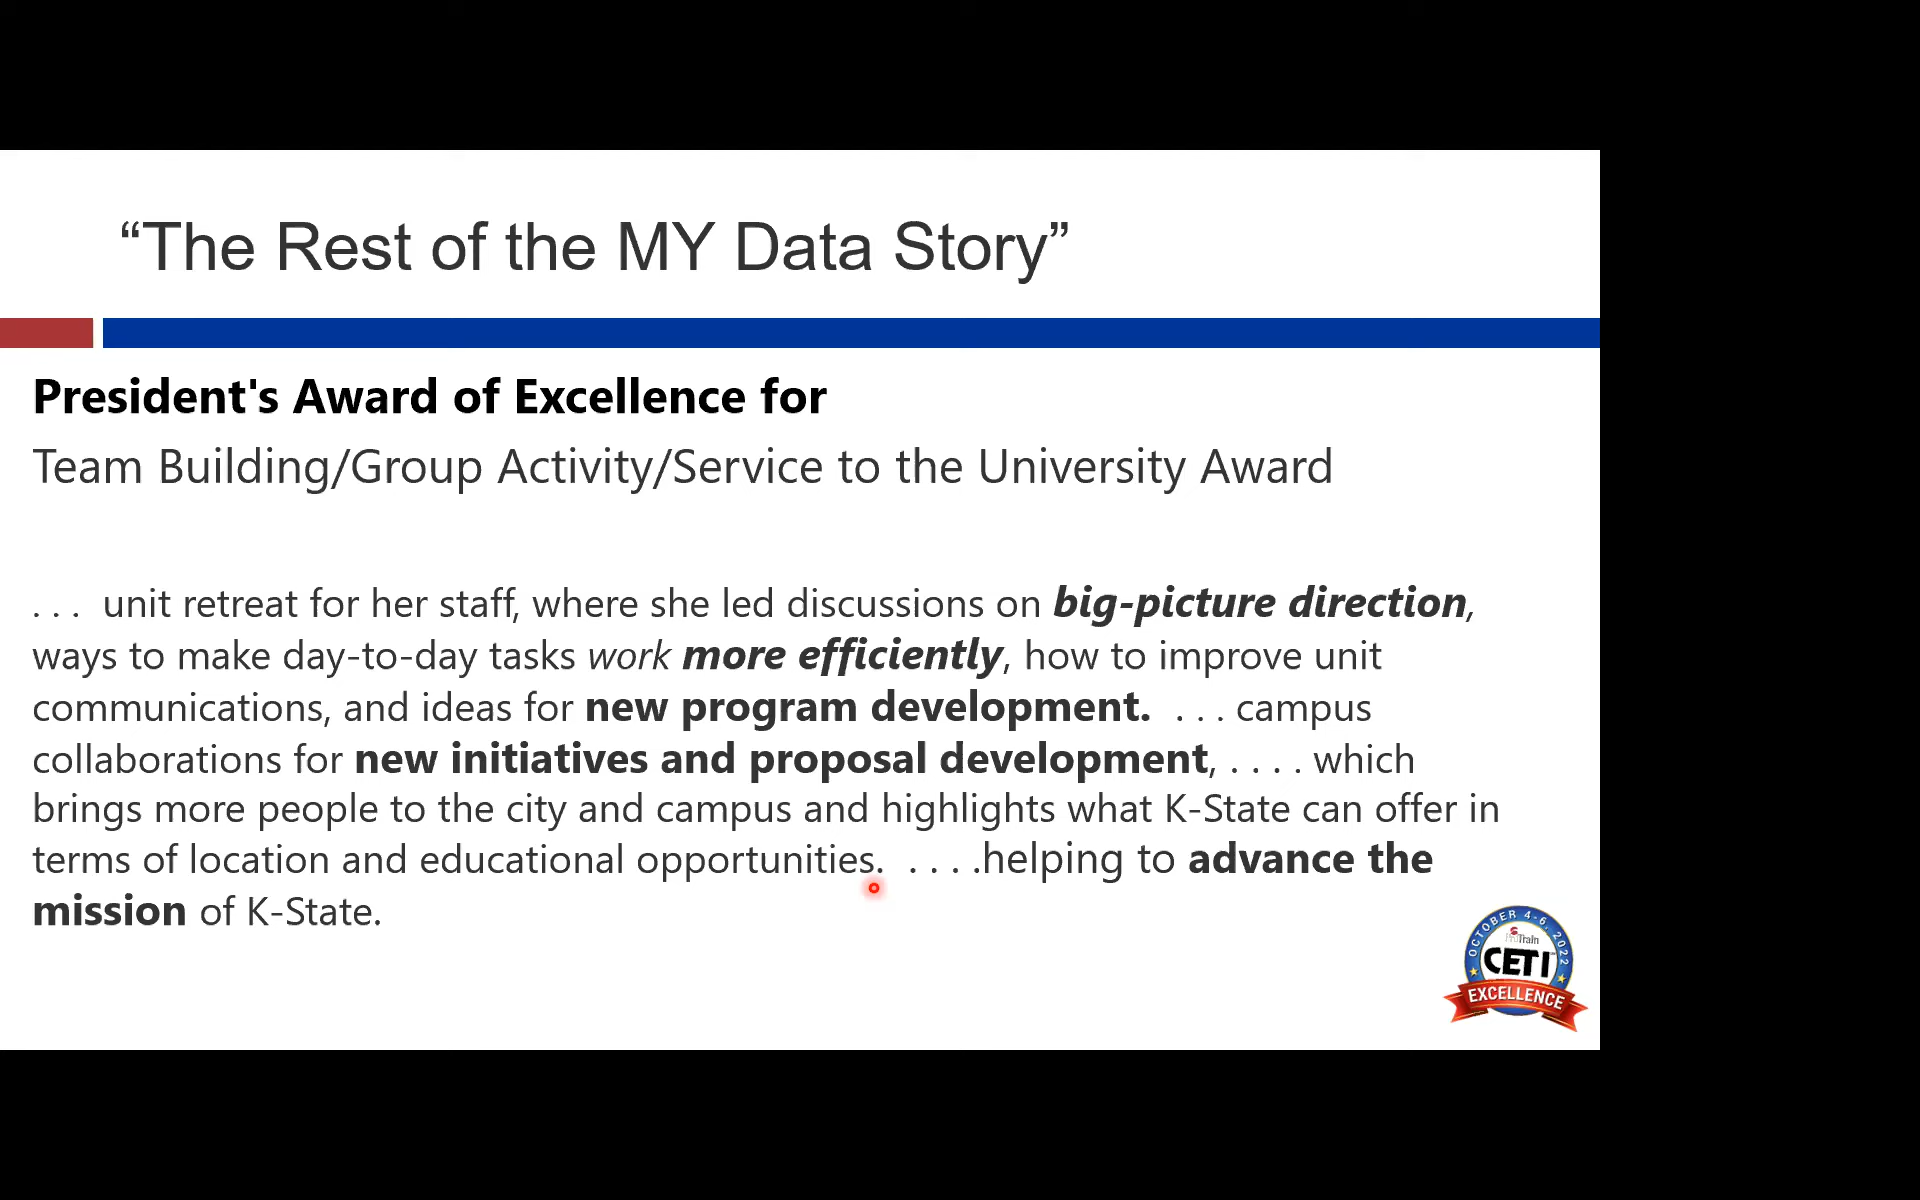 “The Rest of the MY Data Story”
President's Award of Excellence for
Team Building/Group Activity/Service to the University Award
. . .  unit retreat for her staff, where she led discussions on big-picture direction,
ways to make day-to-day tasks work more efficiently, how to improve unit
communications, and ideas for new program development.  . . . campus
collaborations for new initiatives and proposal development, . . . . which
brings more people to the city and campus and highlights what K-State can offer in
terms of location and educational opportunities.  . . . .helping to advance the
mission of K-State.
OCTOBER 4-6, 2022
ProTrain
CETI
EXCELLENCE